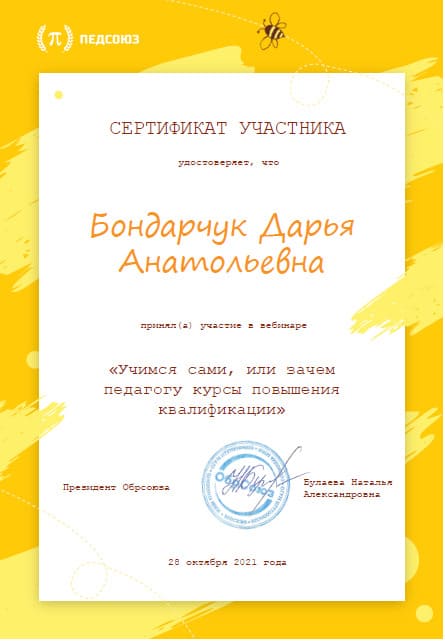 ПЕДСОЮЗ
СЕРТИФИКАТ УЧАСТНИКА
удостоверяет, что
Бондарчук Дарья
Анатольевна
принял(а) участие в вебинаре
«Учимся сами, или зачем
педагогу курсы повышения
квалификации»
Президент Обрсоюза
Булаева Наталья
Александровна
28 октября 2021 года